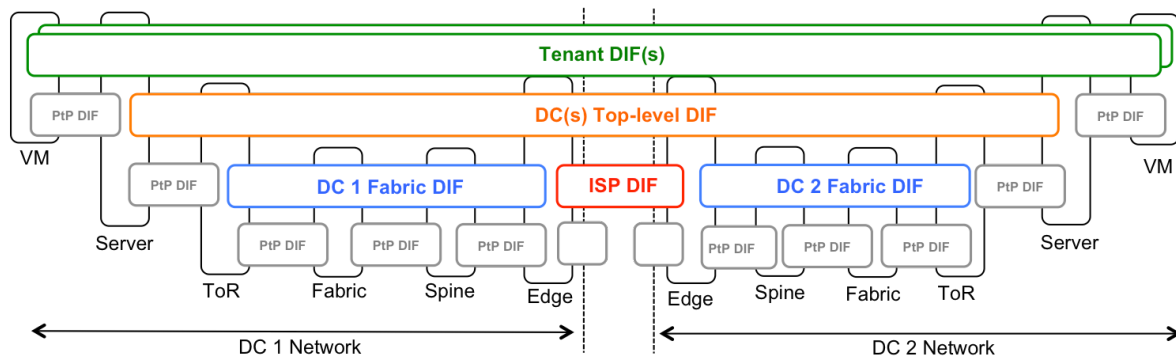 Tenant DIF(s)
PtP DIF
DC(s) Top-level DIF
PtP DIF
VM
VM
PtP DIF
DC 1 Fabric DIF
ISP DIF
DC 2 Fabric DIF
PtP DIF
Server
Server
PtP DIF
PtP DIF
PtP DIF
PtP DIF
PtP DIF
PtP DIF
ToR
Fabric
Spine
Edge
Edge
Spine
Fabric
ToR
DC 1 Network
DC 2 Network